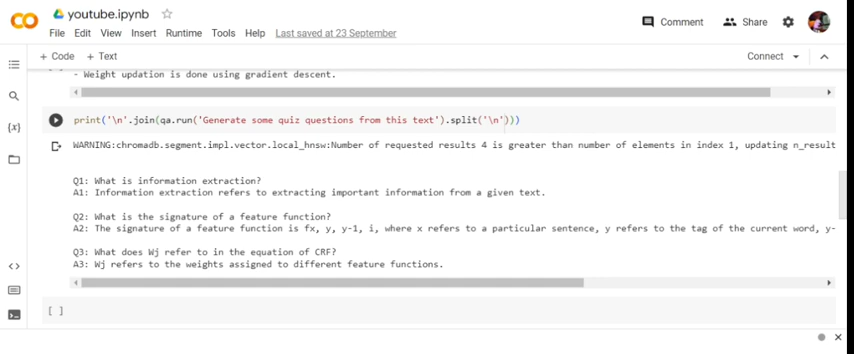 youtube.ipynb
Comment
Share
File Edit View Insert Runtime Tools Help Last saved at 23 September
+ Code + Text
Connect
- Weight updation is done using gradient descent.
print('\n'.join(qa.run('Generate some quiz questions from this text').split('\n')))
WARNING:chromadb.segment.impl.vector.local_hnsw:Number of requested results 4 is greater than number of elements in index 1, updating n_result
Q1: What is information extraction?
A1: Information extraction refers to extracting important information from a given text.
Q2: What is the signature of a feature function?
A2: The signature of a feature function is fx, y, y-1, i, where x refers to a particular sentence, y refers to the tag of the current word, y-
Q3: What does Wj refer to in the equation of CRF?
A3: Wj refers to the weights assigned to different feature functions.
[ ]